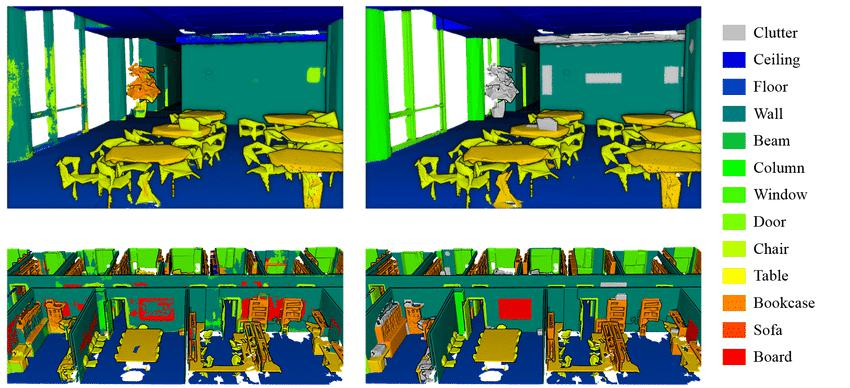 Clutter
Ceiling
Floor
Wall
Beam
Column
Window
Door
Chair
Table
Bookcase
Sofa
Board